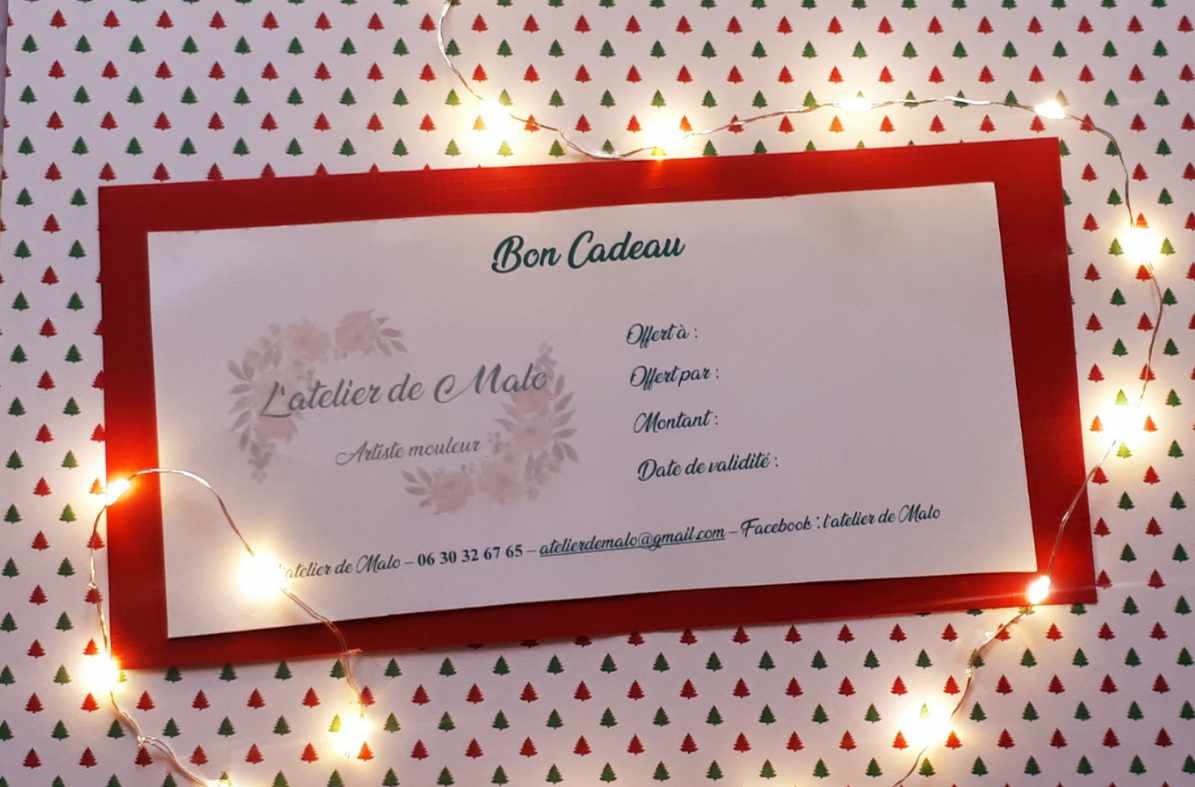 Bon Cadeau
L'atelier de Malo
Artiste mouleur
Offert à :
Offert par :
Montant :
Date de validité :
L'atelier de Malo – 06 30 32 67 65 – atelierdemalo@gmail.com – Facebook : l'atelier de Malo